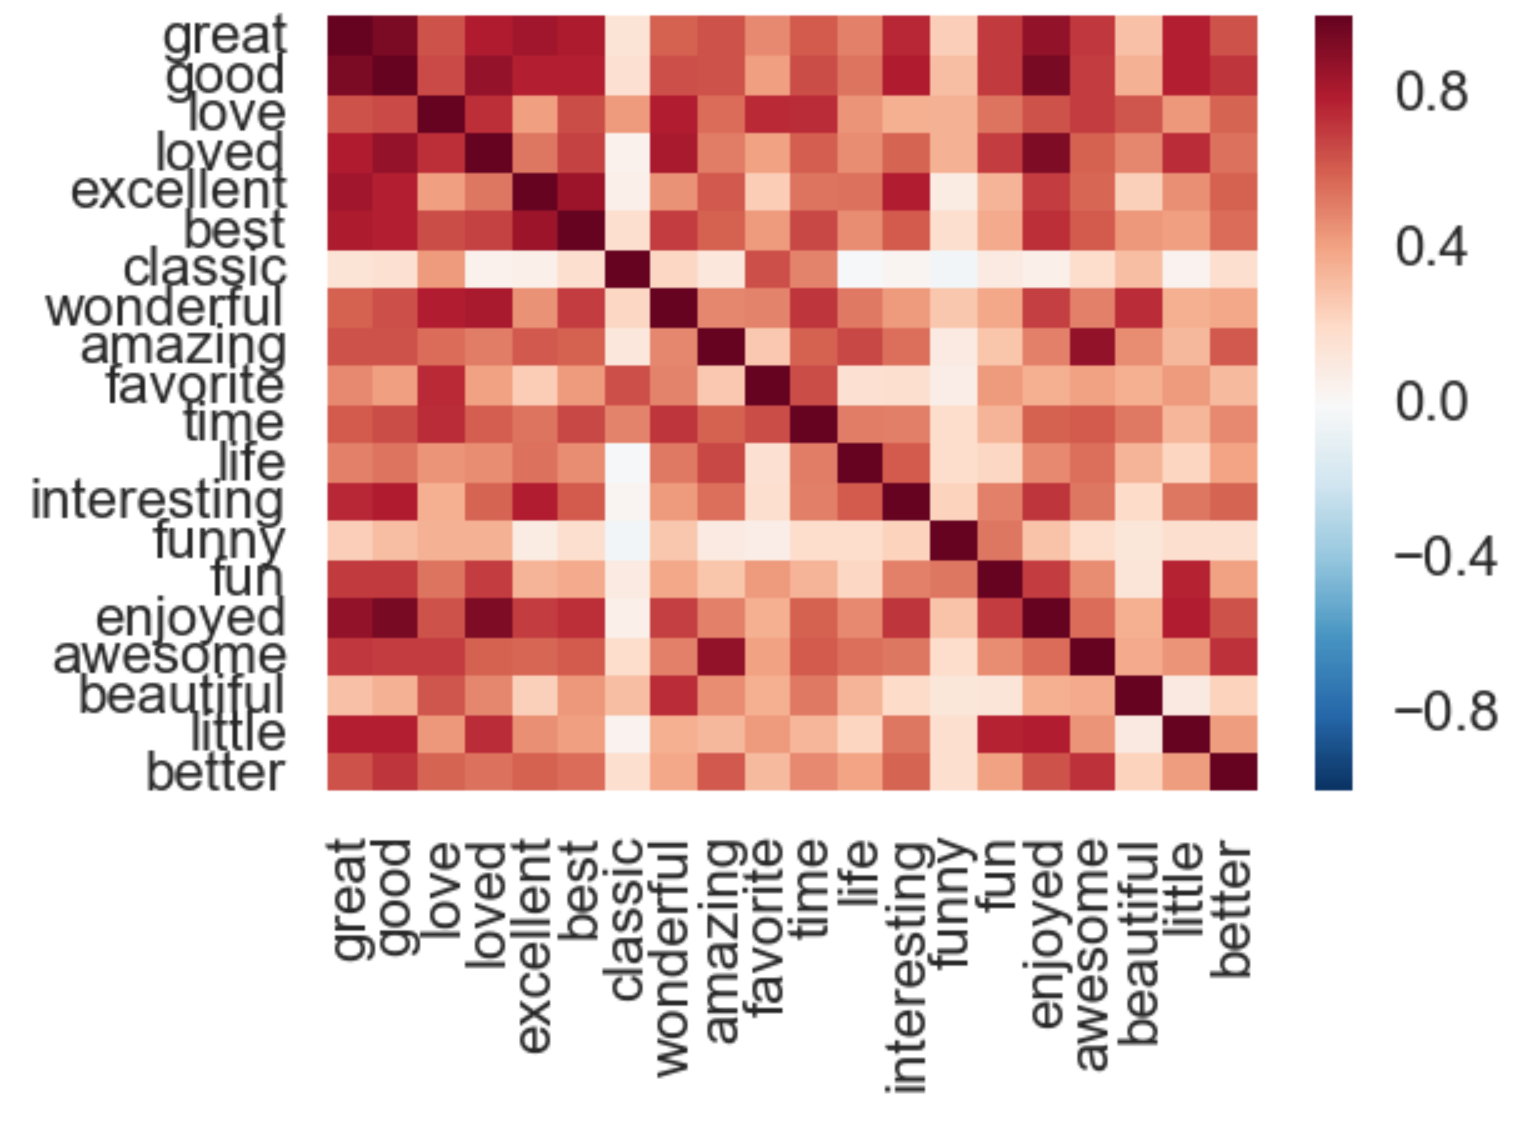 great
good
love
loved
excellent
best
classic
wonderful
amazing
favorite
time
life
interesting
funny
fun
enjoyed
awesome
beautiful
little
better
0.8
0.4
0.0
−0.4
−0.8
great
good
love
loved
excellent
best
classic
wonderful
amazing
favorite
time
life
interesting
funny
fun
enjoyed
awesome
beautiful
little
better